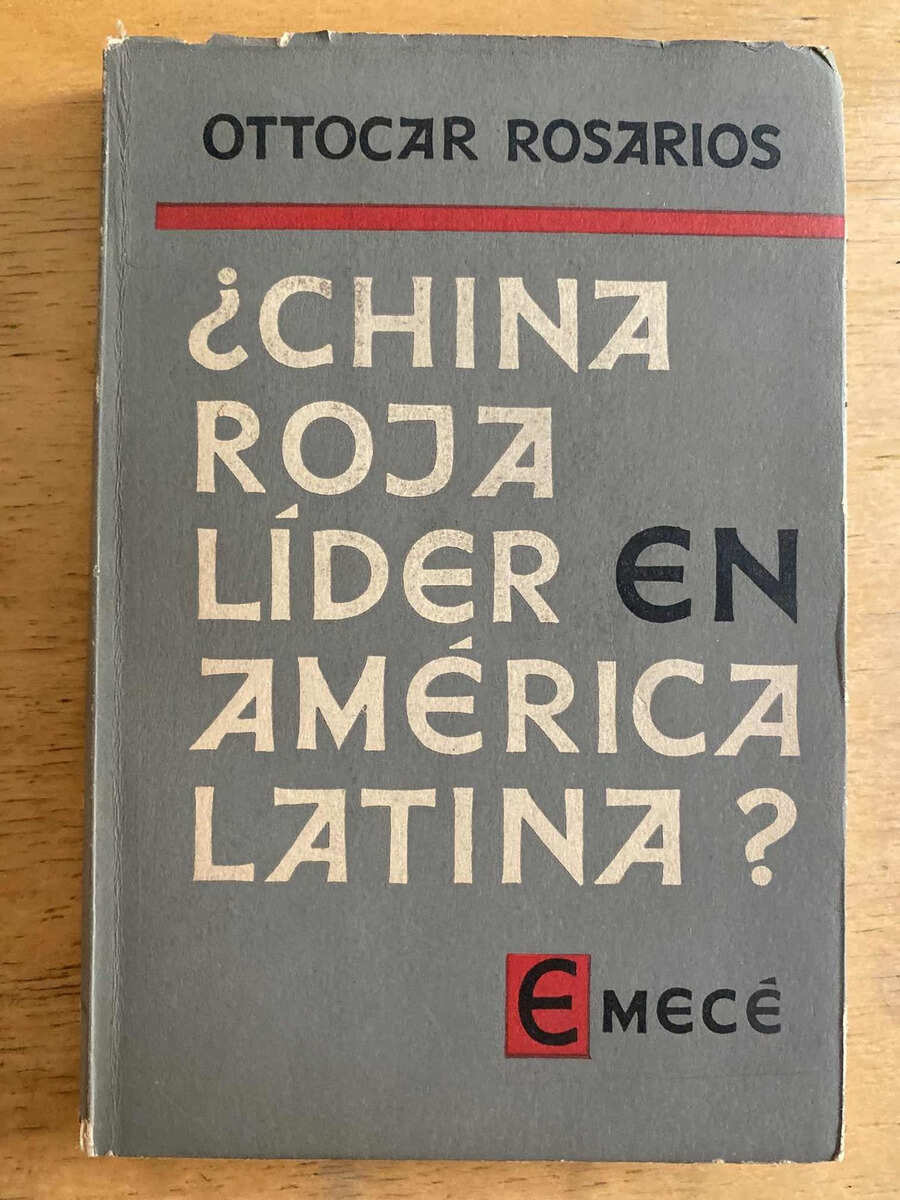 OTTOCAR ROSARIOS
¿CHINA
ROJA
LÍDER EN
AMÉRICA
LATINA?
EMECÉ